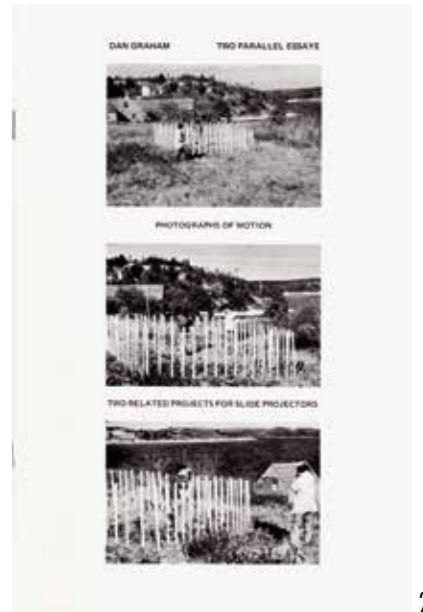 DAN GRAHAM TWO PARALLEL ESSAYS
PHOTOGRAPHS OF MOTION
TWO RELATED PROJECTS FOR SLIDE PROJECTORS